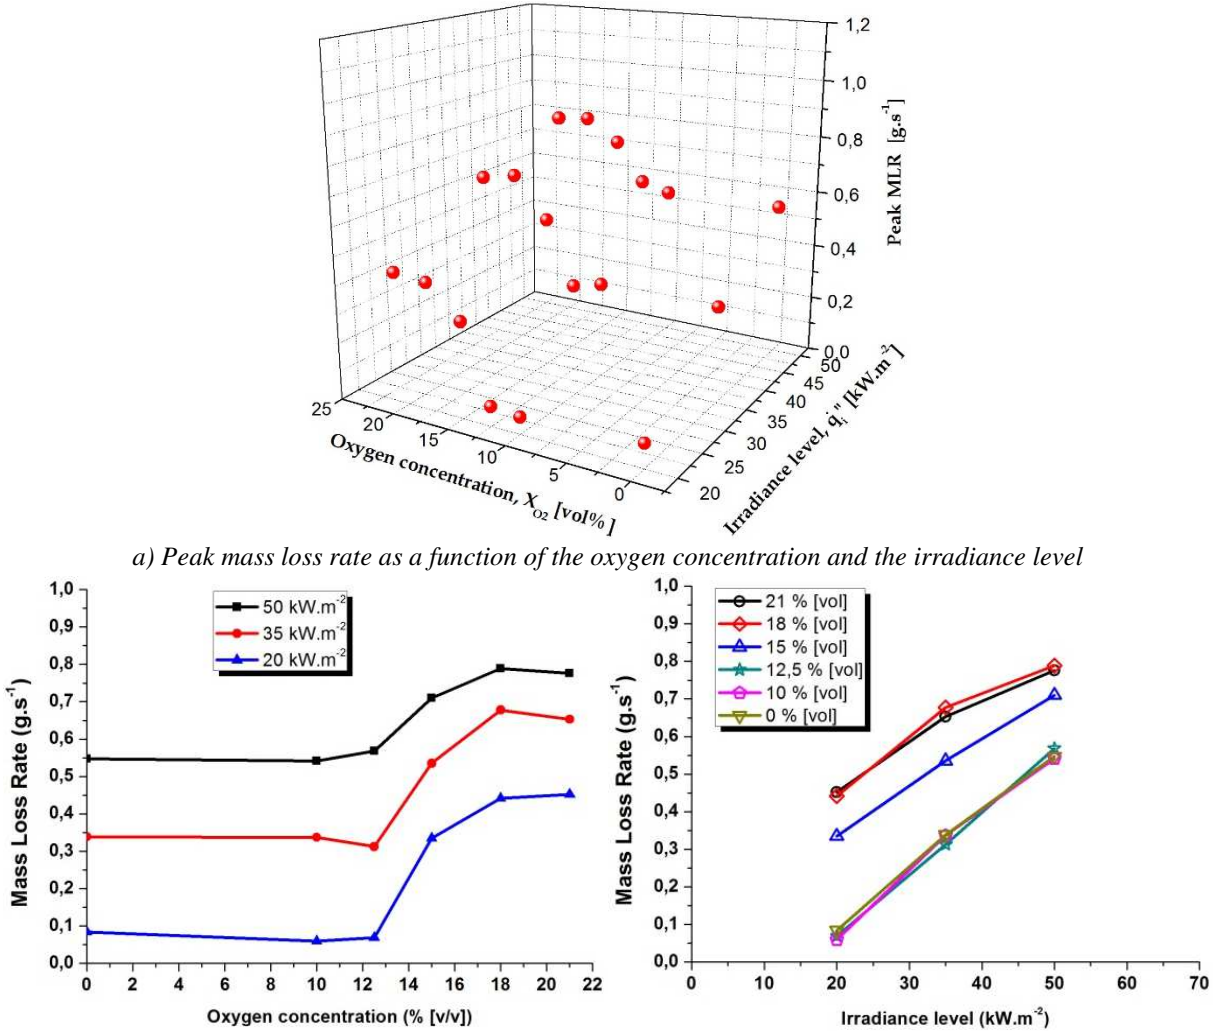 1,2
1,0
0,8
0,6
0,4
0,2
0,0
Peak MLR [g.s⁻¹]
50
45
40
35
30
25
20
Irradiance level, q̇ᵢ" [kW.m⁻²]
25
20
15
10
5
0
Oxygen concentration, X_O2 [vol%]
a) Peak mass loss rate as a function of the oxygen concentration and the irradiance level
1,0
0,9
0,8
0,7
0,6
0,5
0,4
0,3
0,2
0,1
0,0
Mass Loss Rate (g.s⁻¹)
50 kW.m⁻²
35 kW.m⁻²
20 kW.m⁻²
0 2 4 6 8 10 12 14 16 18 20 22
Oxygen concentration (% [v/v])
1,0
0,9
0,8
0,7
0,6
0,5
0,4
0,3
0,2
0,1
0,0
Mass Loss Rate (g.s⁻¹)
21 % [vol]
18 % [vol]
15 % [vol]
12,5 % [vol]
10 % [vol]
0 % [vol]
0 10 20 30 40 50 60 70
Irradiance level (kW.m⁻²)